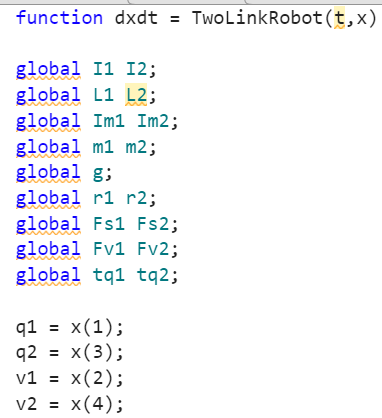 function dxdt = TwoLinkRobot(t,x)
global I1 I2;
global L1 L2;
global Im1 Im2;
global m1 m2;
global g;
global r1 r2;
global Fs1 Fs2;
global Fv1 Fv2;
global tq1 tq2;
q1 = x(1);
q2 = x(3);
v1 = x(2);
v2 = x(4);